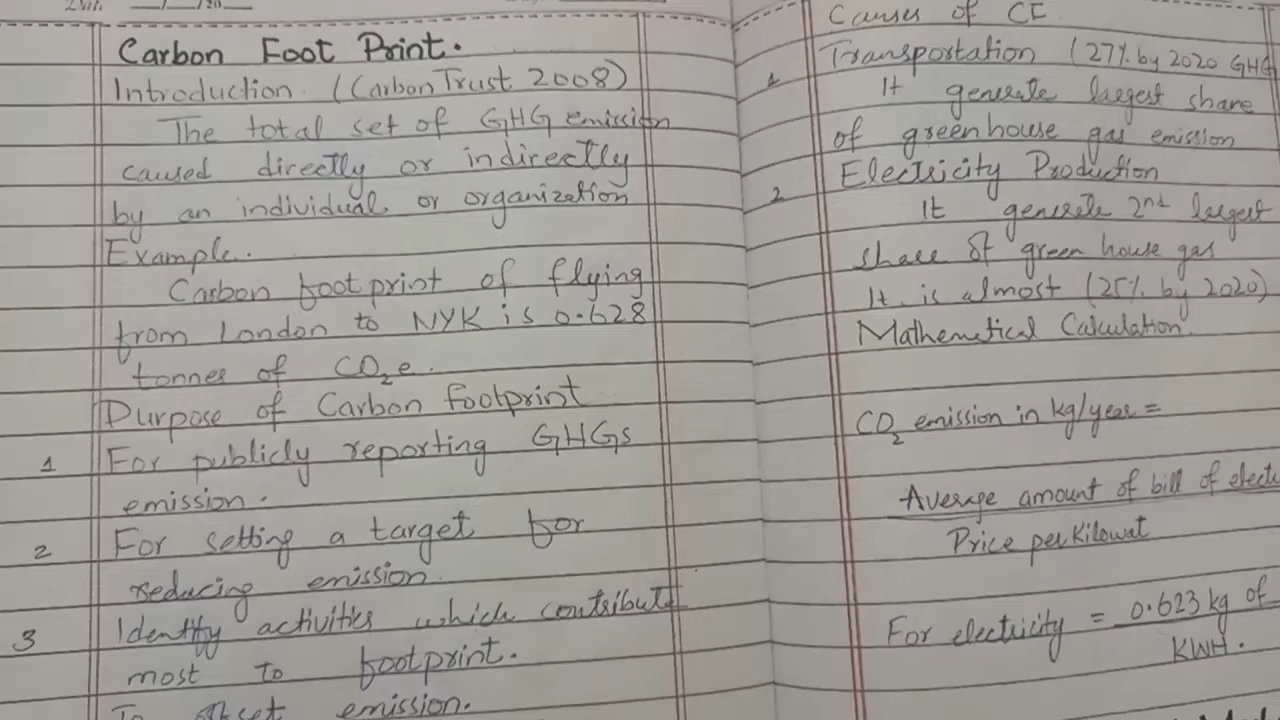 Carbon Foot Print.
Introduction. (Carbon Trust 2008)
The total set of GHG emission
caused directly or indirectly
by an individual or organization
Example.
Carbon footprint of flying
from London to NYK is 0.628
tonnes of CO2e.
Purpose of Carbon footprint
1 For publicly reporting GHGs
emission.
2 For setting a target for
reducing emission.
3 Identify activities which contribute
most to footprint.
To offset emission.
Causes of CF
1 Transportation (27% by 2020 GHG
It generate largest share
of greenhouse gas emission
2 Electricity Production
It generate 2nd largest
share of green house gas
It is almost (25% by 2020)
Mathemetical Calculation.
CO2 emission in kg/year =
Average amount of bill of
Price per Kilowat
For electricity = 0.623 kg of
KWH.